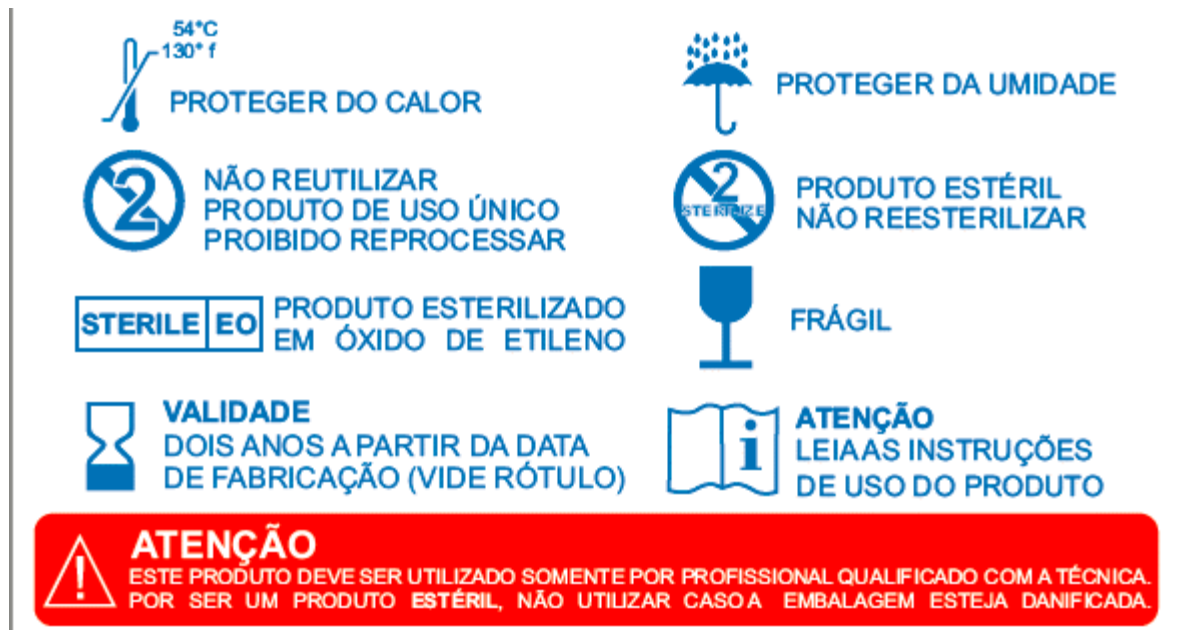 54°C
130° f
PROTEGER DO CALOR
PROTEGER DA UMIDADE
2
NÃO REUTILIZAR
PRODUTO DE USO ÚNICO
PROIBIDO REPROCESSAR
2
STERILIZE
PRODUTO ESTÉRIL
NÃO REESTERILIZAR
STERILE EO
PRODUTO ESTERILIZADO
EM ÓXIDO DE ETILENO
FRÁGIL
VALIDADE
DOIS ANOS A PARTIR DA DATA
DE FABRICAÇÃO (VIDE RÓTULO)
i
ATENÇÃO
LEIA AS INSTRUÇÕES
DE USO DO PRODUTO
!
ATENÇÃO
ESTE PRODUTO DEVE SER UTILIZADO SOMENTE POR PROFISSIONAL QUALIFICADO COM A TÉCNICA.
POR SER UM PRODUTO ESTÉRIL, NÃO UTILIZAR CASO A EMBALAGEM ESTEJA DANIFICADA.